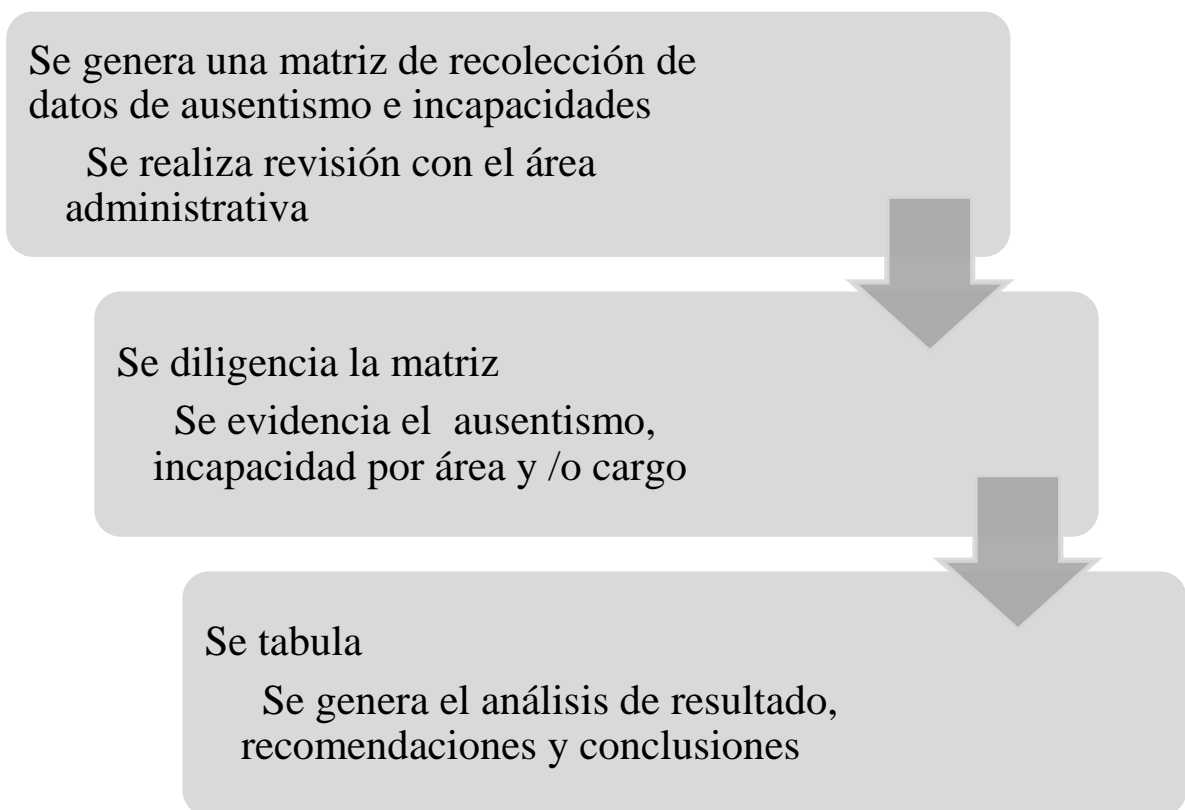 Se genera una matriz de recolección de
datos de ausentismo e incapacidades
Se realiza revisión con el área
administrativa
Se diligencia la matriz
Se evidencia el  ausentismo,
incapacidad por área y /o cargo
Se tabula
Se genera el análisis de resultado,
recomendaciones y conclusiones